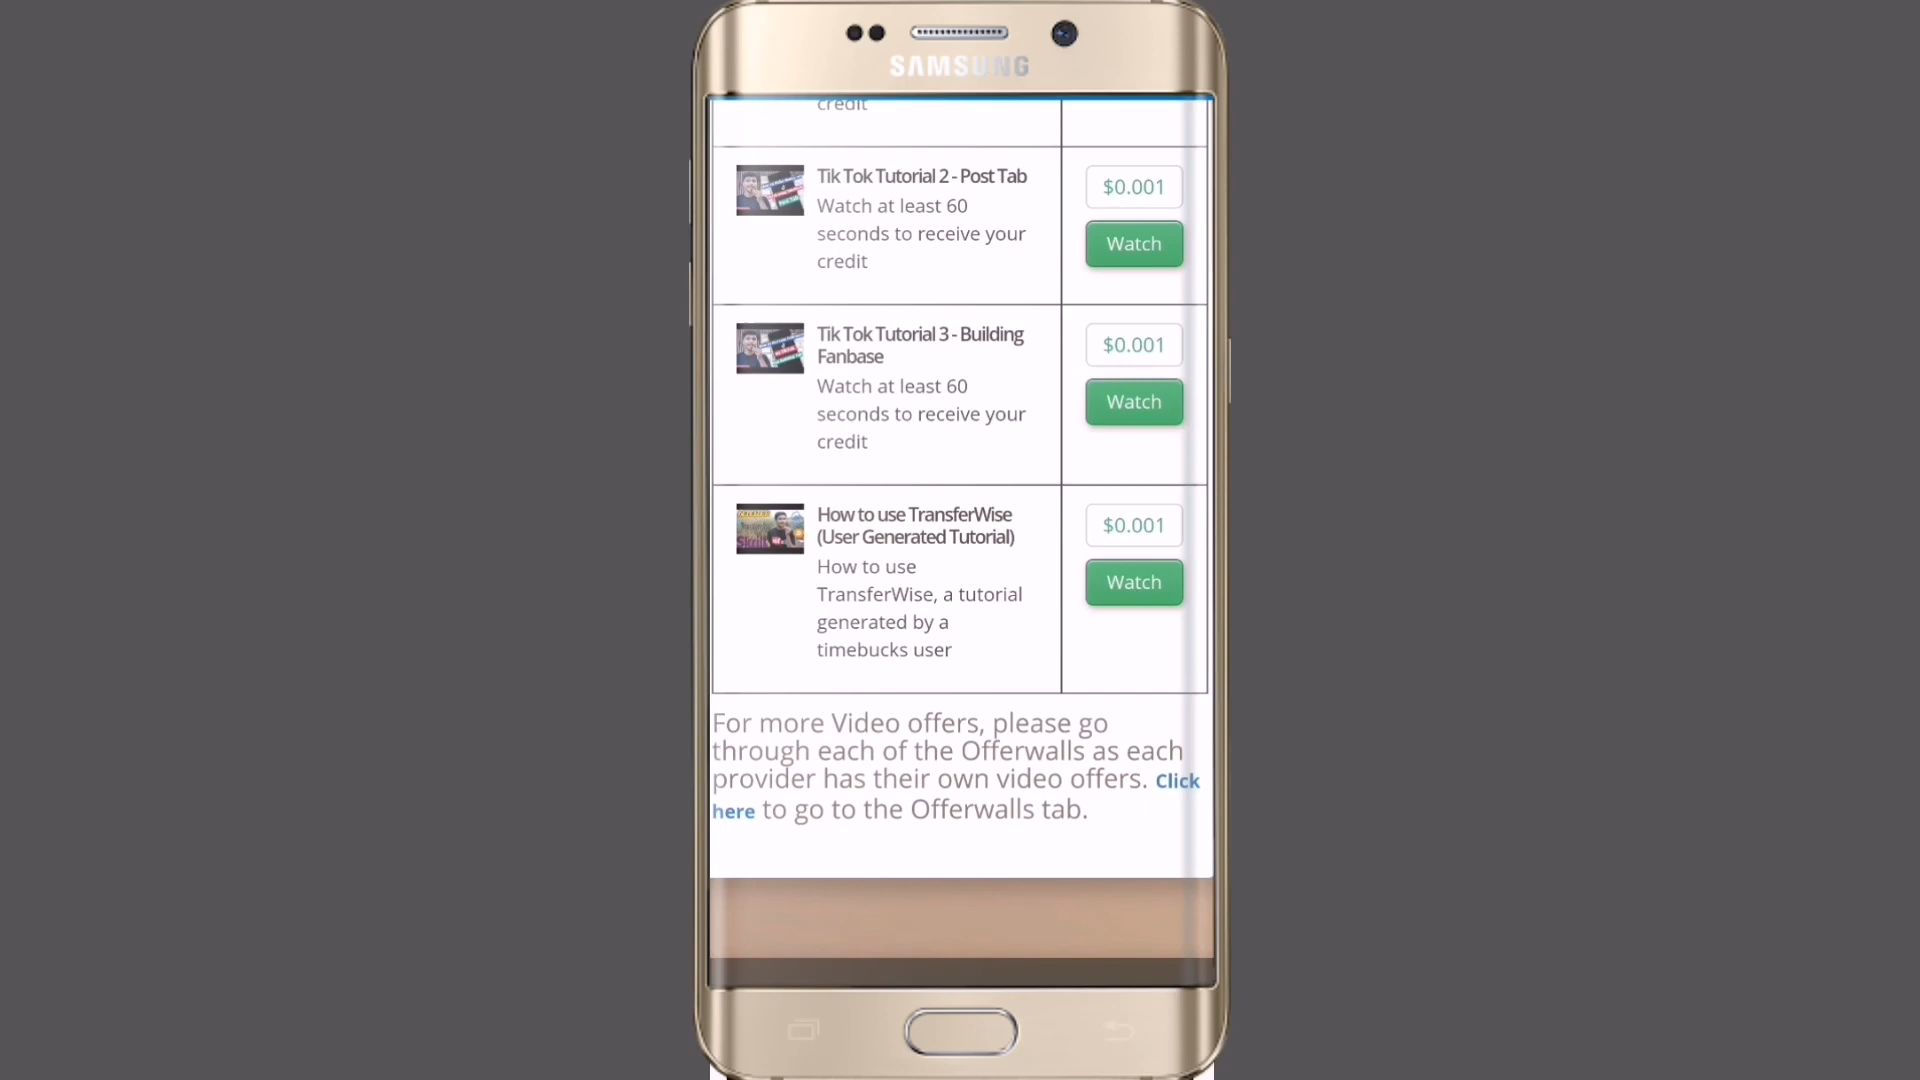 SAMSUNG
credit
Tik Tok Tutorial 2 - Post Tab
Watch at least 60
seconds to receive your
credit
$0.001
Watch
Tik Tok Tutorial 3 - Building
Fanbase
Watch at least 60
seconds to receive your
credit
$0.001
Watch
How to use TransferWise
(User Generated Tutorial)
How to use
TransferWise, a tutorial
generated by a
timebucks user
$0.001
Watch
For more Video offers, please go
through each of the Offerwalls as each
provider has their own video offers. Click
here to go to the Offerwalls tab.